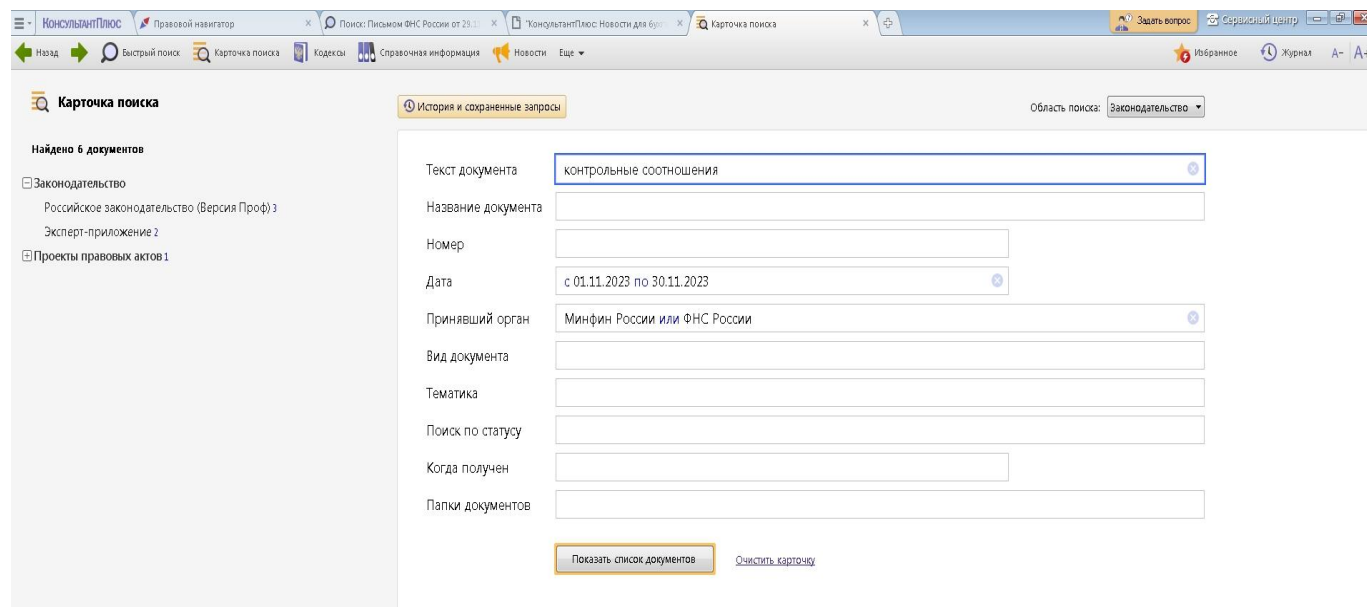 КОНСУЛЬТАНТПЛЮС
Правовой навигатор
Поиск: Письмом ФНС России от 29.1
"КонсультантПлюс: Новости для бухг
Карточка поиска
Задать вопрос
Сервисный центр
Назад
Быстрый поиск
Карточка поиска
Кодексы
Справочная информация
Новости
Еще
Избранное
Журнал
А-
А+
Карточка поиска
История и сохраненные запросы
Область поиска:
Законодательство
Найдено 6 документов
Законодательство
Российское законодательство (Версия Проф) 3
Эксперт-приложение 2
Проекты правовых актов 1
Текст документа
контрольные соотношения
Название документа
Номер
Дата
с 01.11.2023 по 30.11.2023
Принявший орган
Минфин России или ФНС России
Вид документа
Тематика
Поиск по статусу
Когда получен
Папки документов
Показать список документов
Очистить карточку